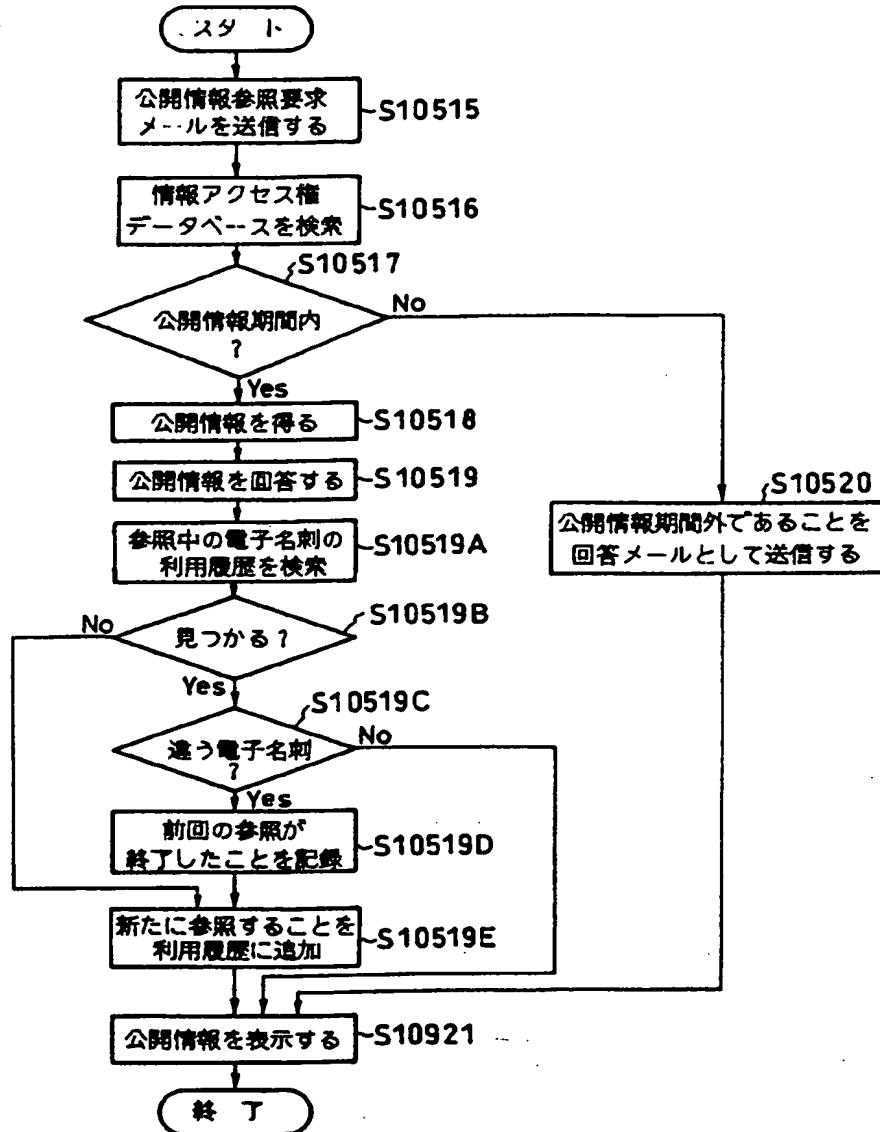 スタート
公開情報参照要求
メールを送信する
S10515
情報アクセス権
データベースを検索
S10516
S10517
公開情報期間内
?
No
Yes
公開情報を得る
S10518
公開情報を回答する
S10519
S10520
公開情報期間外であることを
回答メールとして送信する
参照中の電子名刺の
利用履歴を検索
S10519A
S10519B
見つかる?
No
Yes
S10519C
違う電子名刺
?
No
Yes
前回の参照が
終了したことを記録
S10519D
新たに参照することを
利用履歴に追加
S10519E
公開情報を表示する
S10921
終了